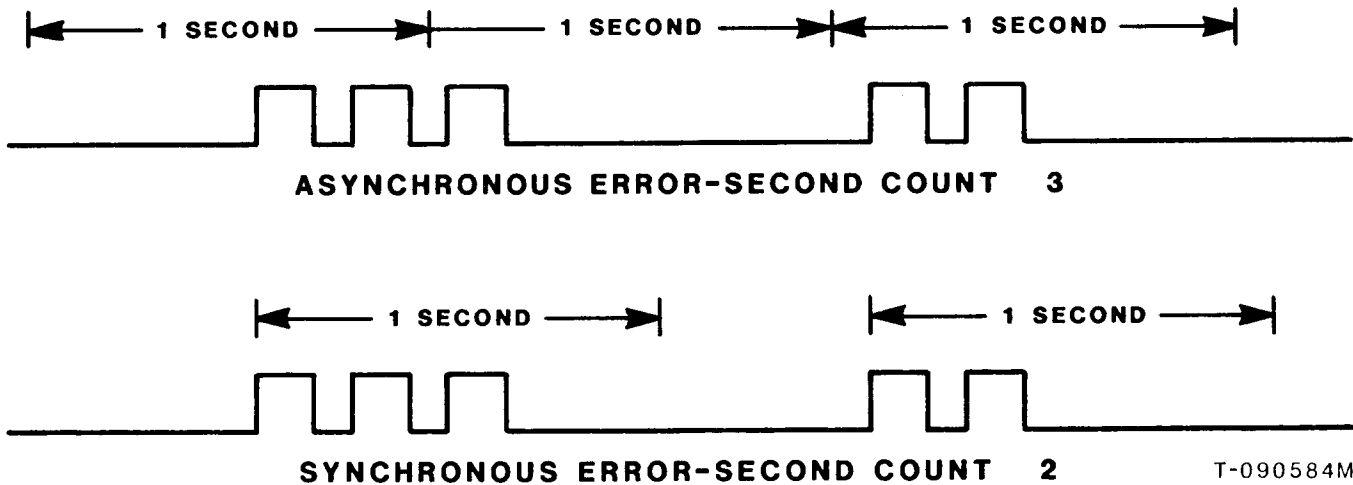 1 SECOND 1 SECOND 1 SECOND
ASYNCHRONOUS ERROR-SECOND COUNT 3
1 SECOND 1 SECOND
SYNCHRONOUS ERROR-SECOND COUNT 2
T-090584M